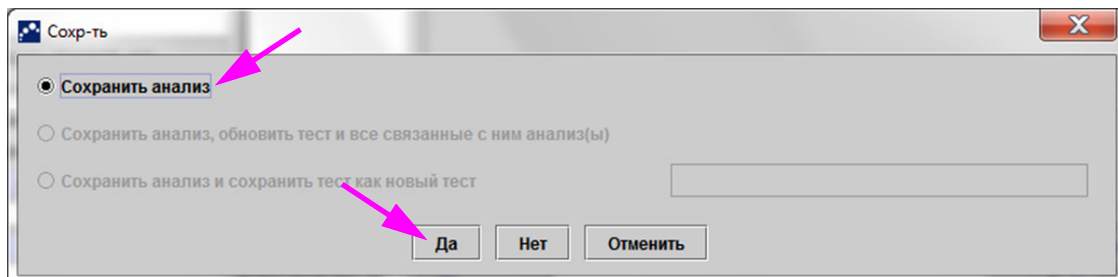 Сохр-ть
Сохранить анализ
Сохранить анализ, обновить тест и все связанные с ним анализ(ы)
Сохранить анализ и сохранить тест как новый тест
Да Нет Отменить